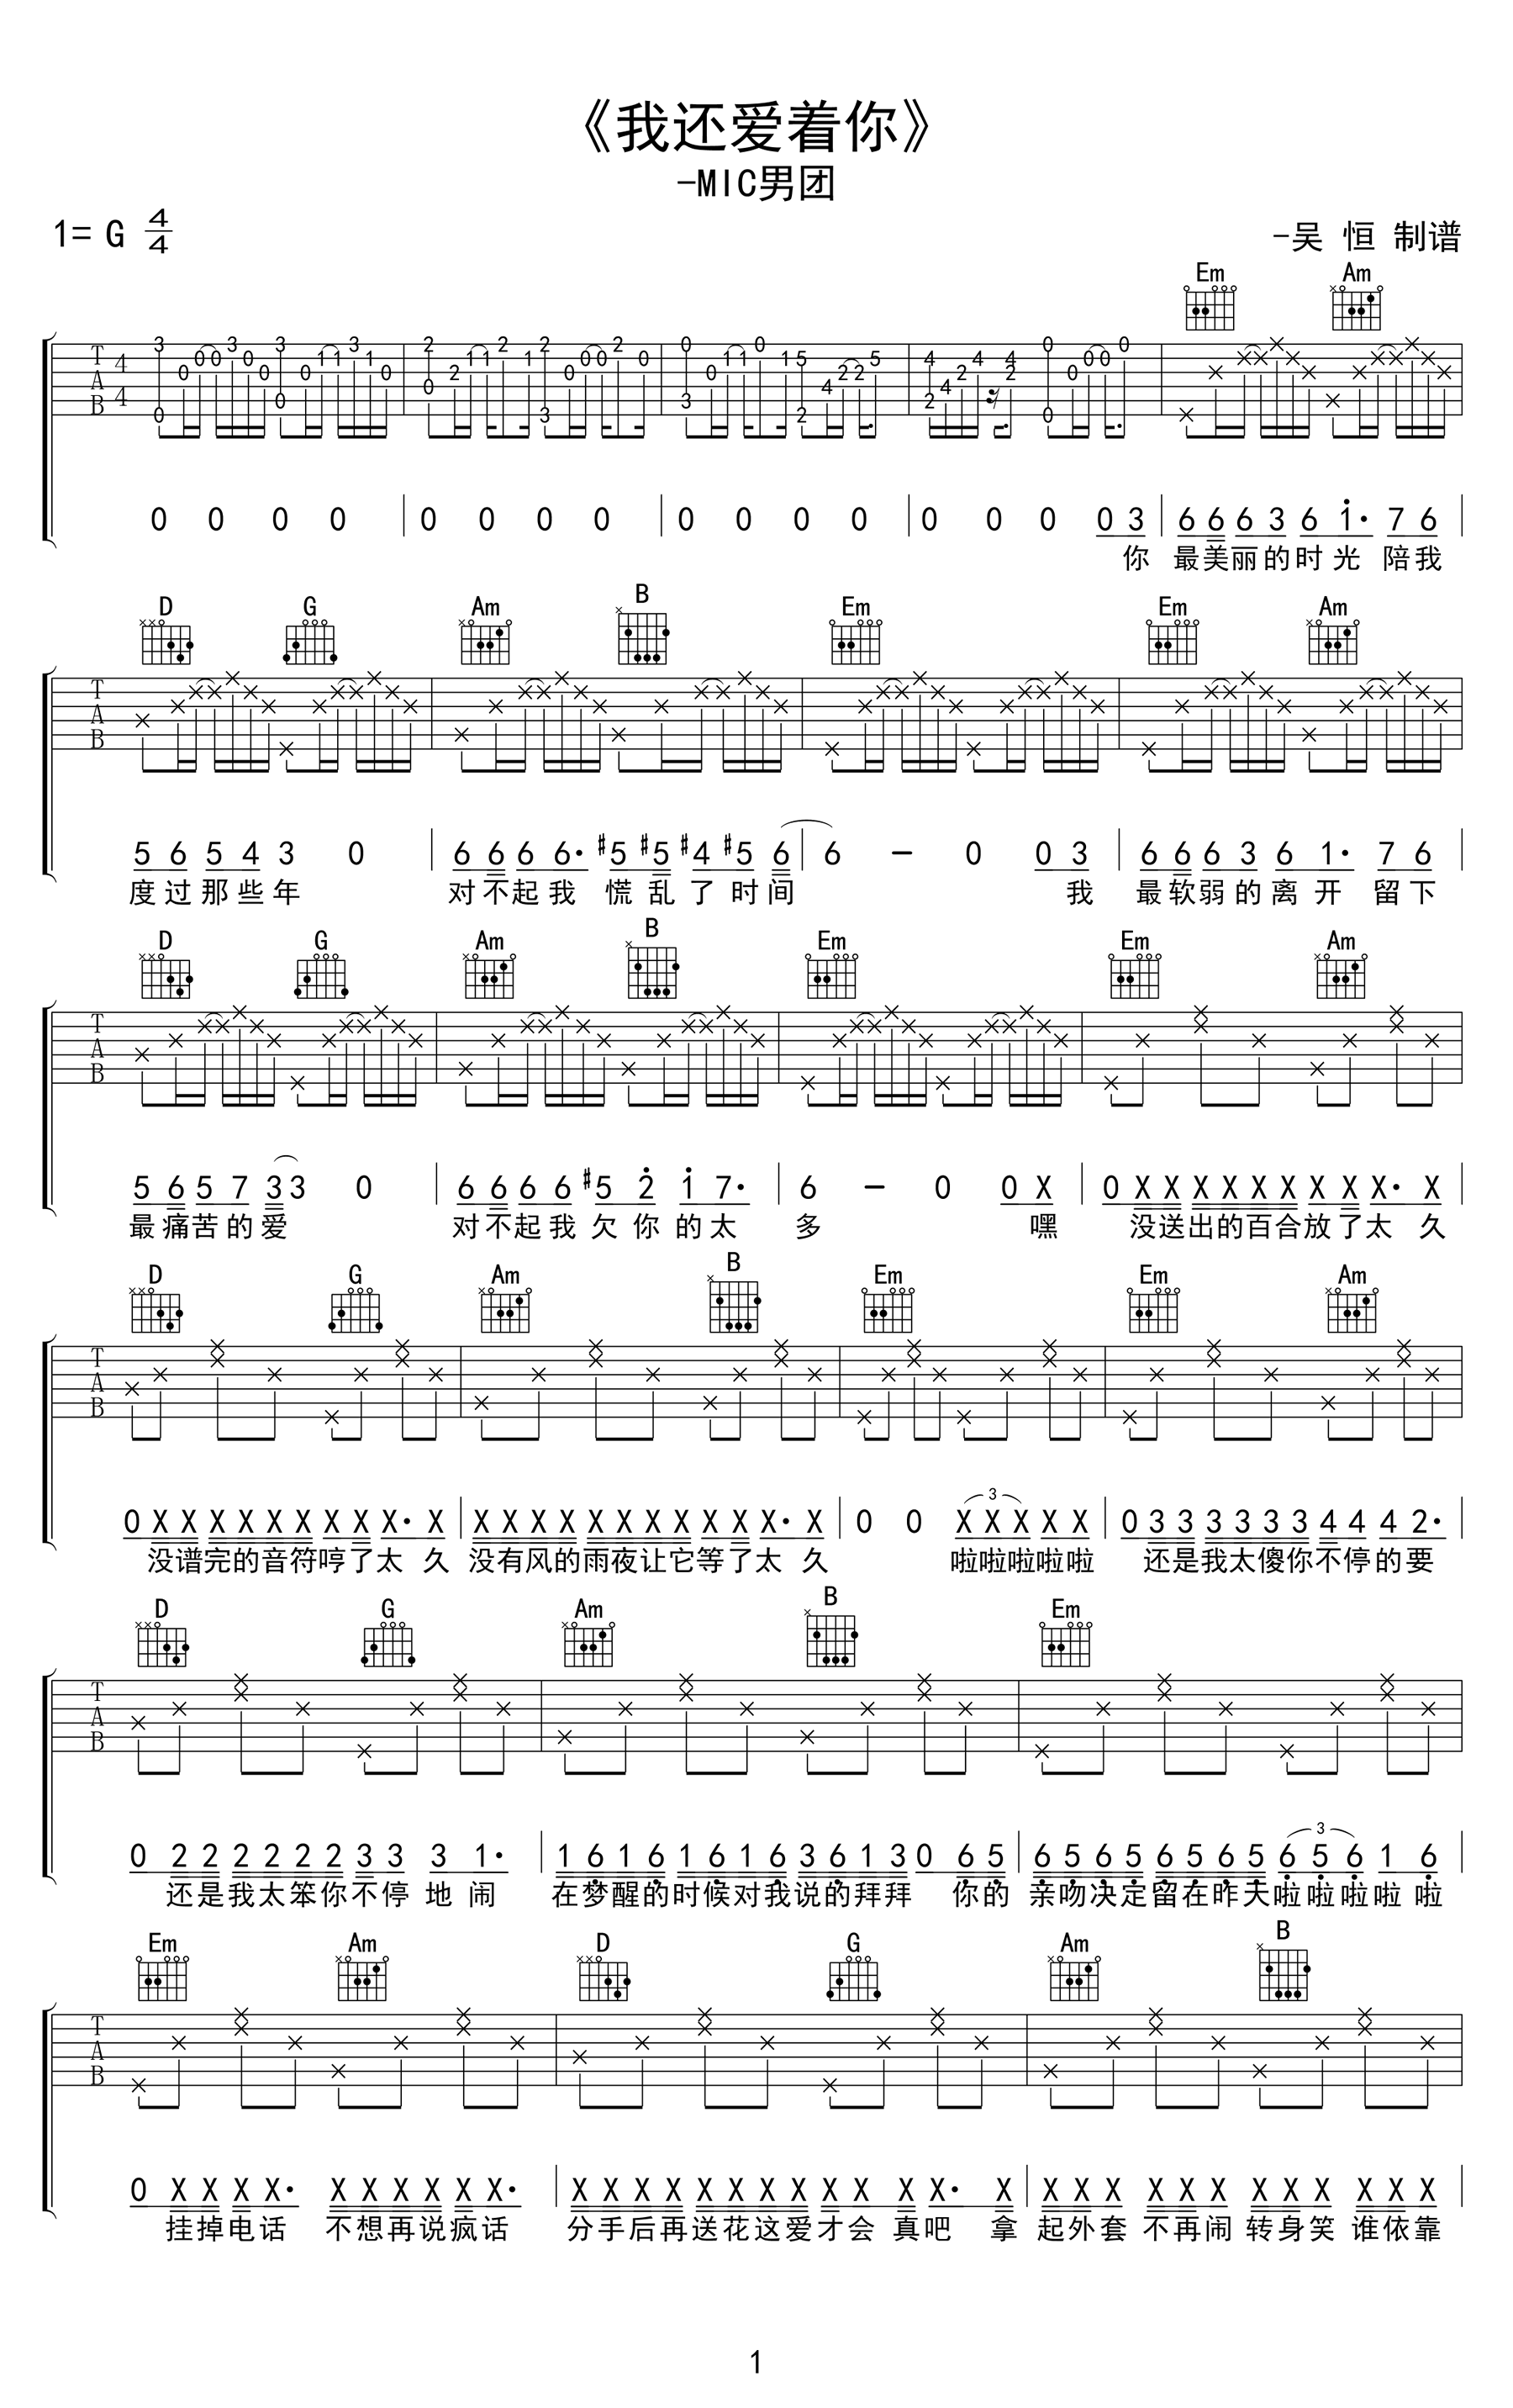 《我还爱着你》
-MIC男团
1= G 4/4
-吴 恒 制谱
Em Am
T A B 4 4
0 0 0 0 0 0 0 0 0 0 0 0 0 0 0 0 3 6 6 6 3 6 1· 7 6
你 最美丽的时光 陪我
D G Am B Em Em Am
T A B
5 6 5 4 3 0 6 6 6 6· #5 #5 #4 #5 6 6 - 0 0 3 6 6 6 3 6 1· 7 6
度过那些年 对不起我 慌乱了时间 我 最软弱的离开 留下
D G Am B Em Em Am
T A B
5 6 5 7 3 3 0 6 6 6 6 #5 2 1 7· 6 - 0 0 X 0 X X X X X X X X X· X
最痛苦的爱 对不起我欠你的太 多 嘿 没送出的百合放了太 久
D G Am B Em Em Am
T A B
0 X X X X X X X X X· X X X X X X X X X X X X· X 0 0 3 X X X X X 0 3 3 3 3 3 3 4 4 4 2·
没谱完的音符哼了太 久 没有风的雨夜让它等了太 久 啦啦啦啦啦 还是我太傻你不停的要
D G Am B Em
T A B
0 2 2 2 2 2 2 3 3 3 1· 1 6 1 6 1 6 1 6 3 6 1 3 0 6 5 6 5 6 5 6 5 6 5 3 6 5 6 1 6
还是我太笨你不停 地 闹 在梦醒的时候对我说的拜拜 你的 亲吻决定留在昨天啦啦啦啦 啦
Em Am D G Am B
T A B
0 X X X X· X X X X X X· X X X X X X X X X X X X· X X X X X X X X X X X X X
挂掉电话 不想再说疯话 分手后再送花这爱才会 真吧 拿 起外套 不再闹 转身笑 谁依靠
1